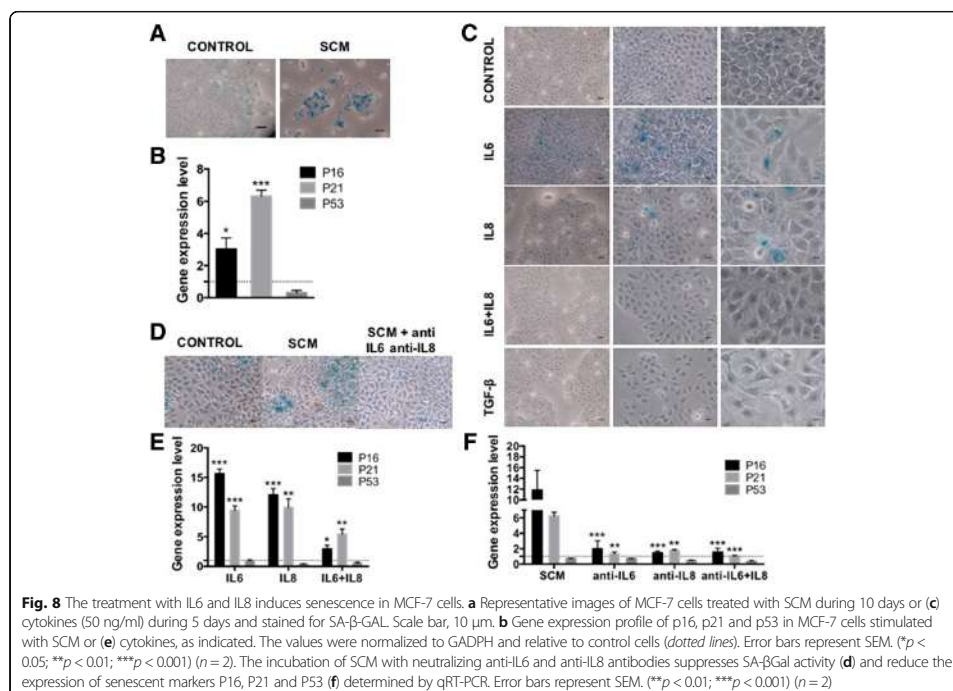 A
CONTROL
SCM
B
Gene expression level
8
6
4
2
0
*
***
P16
P21
P53
C
CONTROL
IL6
IL8
IL6+IL8
TGF-β
D
CONTROL
SCM
SCM + anti
IL6 anti-IL8
E
Gene expression level
20
15
10
5
0
***
***
***
**
*
**
P16
P21
P53
IL6
IL8
IL6+IL8
F
Gene expression level
20
18
16
14
12
10
6
4
2
0
***
**
***
**
***
***
P16
P21
P53
SCM
anti-IL6
anti-IL8
anti-IL6+IL8
Fig. 8 The treatment with IL6 and IL8 induces senescence in MCF-7 cells. a Representative images of MCF-7 cells treated with SCM during 10 days or (c)
cytokines (50 ng/ml) during 5 days and stained for SA-β-GAL. Scale bar, 10 μm. b Gene expression profile of p16, p21 and p53 in MCF-7 cells stimulated
with SCM or (e) cytokines, as indicated. The values were normalized to GADPH and relative to control cells (dotted lines). Error bars represent SEM. (*p <
0.05; **p < 0.01; ***p < 0.001) (n = 2). The incubation of SCM with neutralizing anti-IL6 and anti-IL8 antibodies suppresses SA-βGal activity (d) and reduce the
expression of senescent markers P16, P21 and P53 (f) determined by qRT-PCR. Error bars represent SEM. (**p < 0.01; ***p < 0.001) (n = 2)